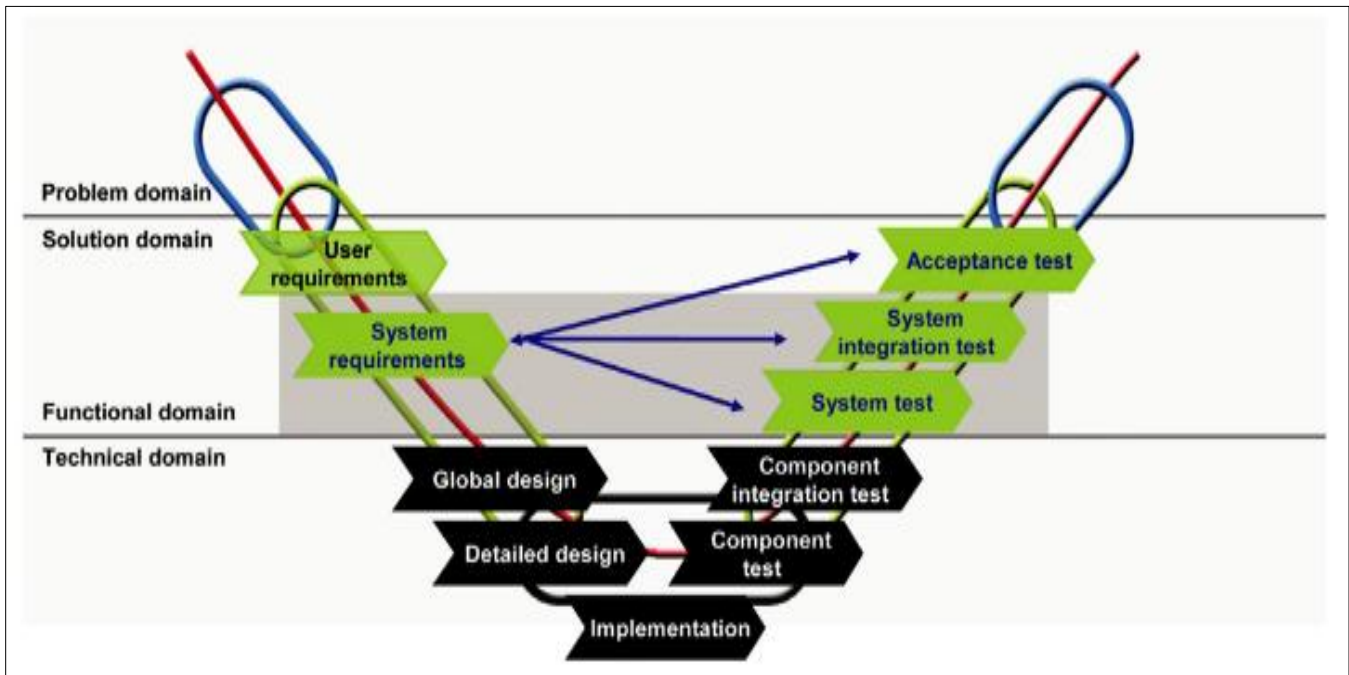 Problem domain
Solution domain
User
requirements
Acceptance test
System
requirements
System
integration test
System test
Functional domain
Technical domain
Global design
Component
integration test
Detailed design
Component
test
Implementation